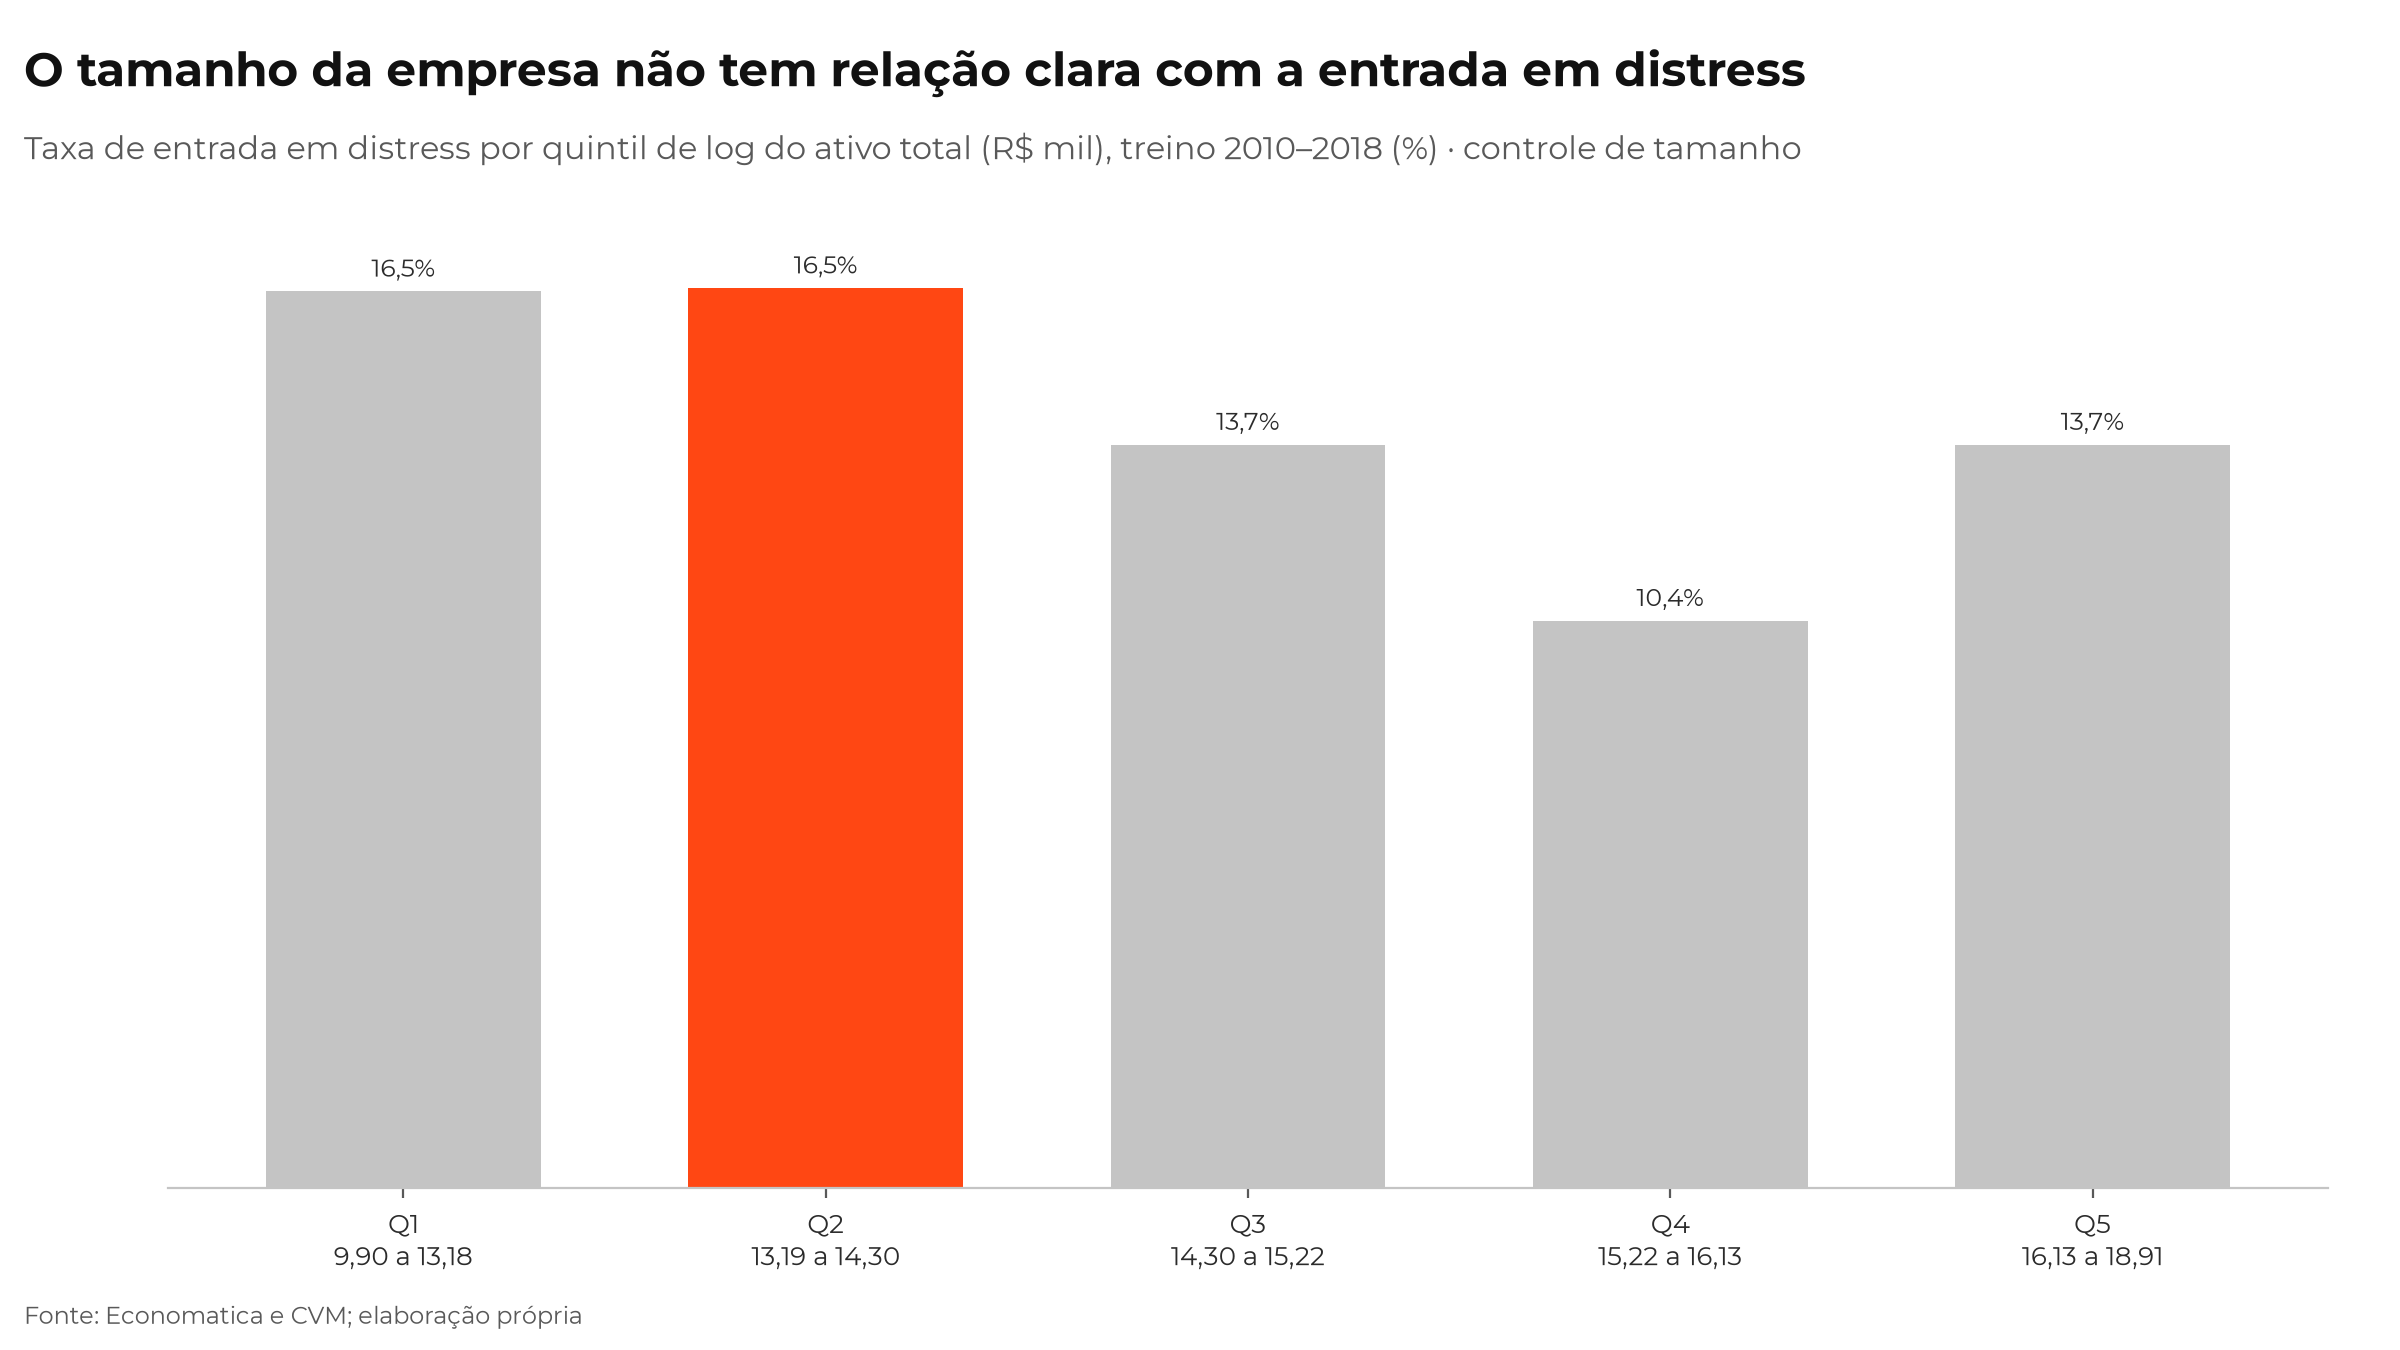 O tamanho da empresa não tem relação clara com a entrada em distress
Taxa de entrada em distress por quintil de log do ativo total (R$ mil), treino 2010–2018 (%) · controle de tamanho
16,5%
16,5%
13,7%
10,4%
13,7%
Q1
9,90 a 13,18
Q2
13,19 a 14,30
Q3
14,30 a 15,22
Q4
15,22 a 16,13
Q5
16,13 a 18,91
Fonte: Economatica e CVM; elaboração própria